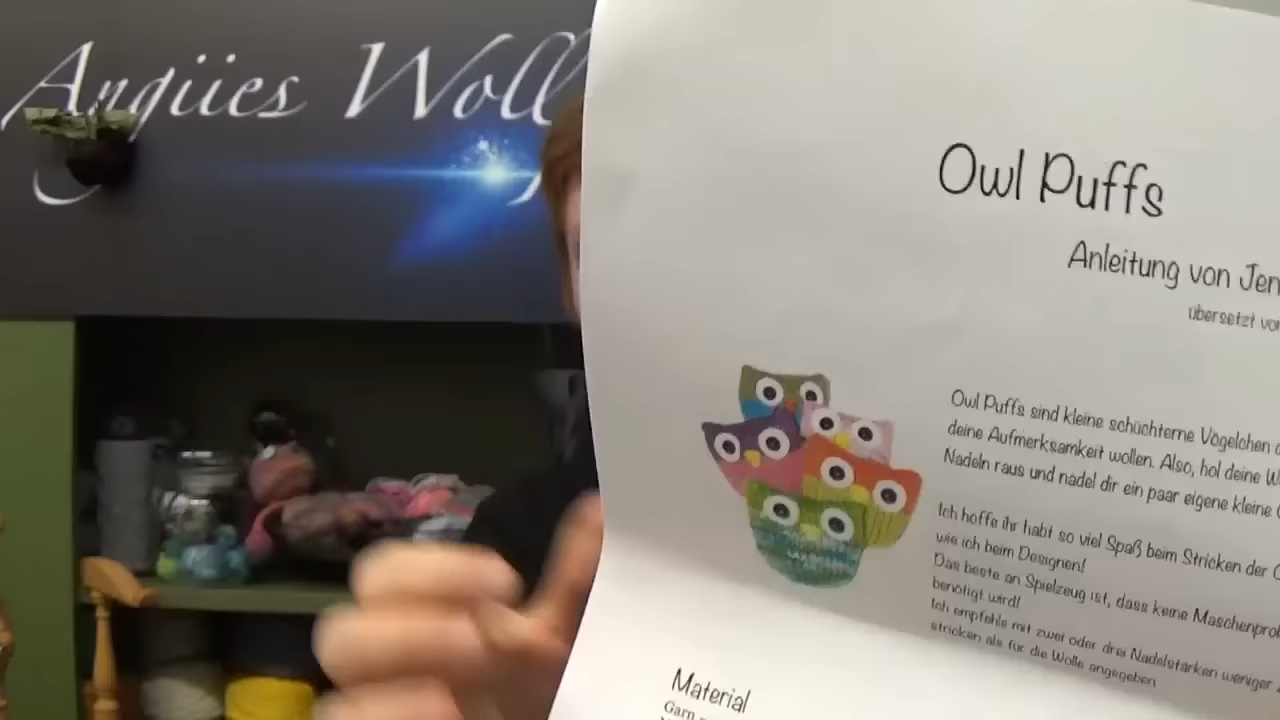 Angües Woll
Owl Puffs
Anleitung von Jen
übersetzt von
Owl Puffs sind kleine schüchterne Vögelchen
deine Aufmerksamkeit wollen. Also, hol deine
Nadeln raus und nadel dir ein paar eigene kleine
Ich hoffe ihr habt so viel Spaß beim Stricken der
wie ich beim Designen!
Das beste an Spielzeug ist, dass keine Maschenpro
benötigt wird!
Ich empfehle mit zwei oder drei Nadelstärken weniger
stricken als für die Wolle angegeben
Material
Garn